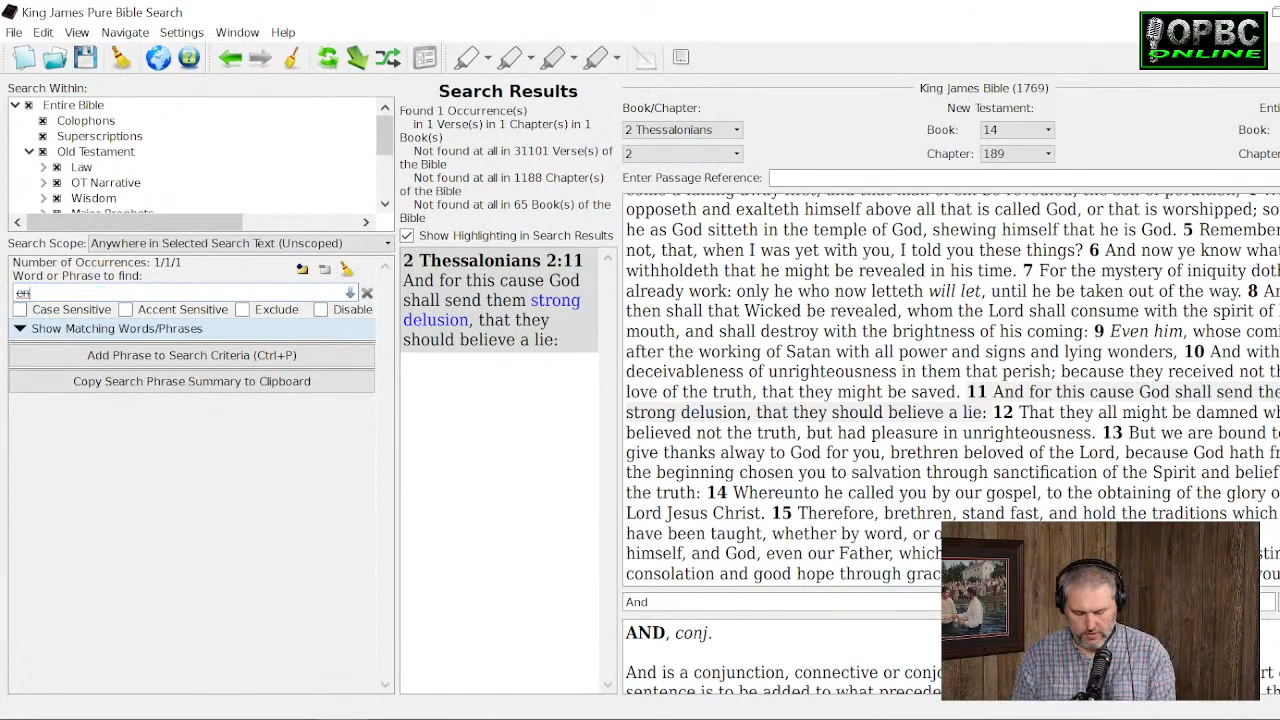 King James Pure Bible Search
File Edit View Navigate Settings Window Help
OPBC
ONLINE
Search Within:
Entire Bible
Colophons
Superscriptions
Old Testament
Law
OT Narrative
Wisdom
Major Prophets
Search Scope: Anywhere in Selected Search Text (Unscoped)
Number of Occurrences: 1/1/1
Word or Phrase to find:
en
Case Sensitive Accent Sensitive Exclude Disable
Show Matching Words/Phrases
Add Phrase to Search Criteria (Ctrl+P)
Copy Search Phrase Summary to Clipboard
Search Results
Found 1 Occurrence(s)
in 1 Verse(s) in 1 Chapter(s) in 1
Book(s)
Not found at all in 31101 Verse(s) of
the Bible
Not found at all in 1188 Chapter(s)
of the Bible
Not found at all in 65 Book(s) of the
Bible
Show Highlighting in Search Results
2 Thessalonians 2:11
And for this cause God
shall send them strong
delusion, that they
should believe a lie:
King James Bible (1769)
Book/Chapter: New Testament: Enti
2 Thessalonians Book: 14 Book:
2 Chapter: 189 Chapte
Enter Passage Reference:
opposeth and exalteth himself above all that is called God, or that is worshipped; so
he as God sitteth in the temple of God, shewing himself that he is God. 5 Remember
not, that, when I was yet with you, I told you these things? 6 And now ye know what
withholdeth that he might be revealed in his time. 7 For the mystery of iniquity doth
already work: only he who now letteth will let, until he be taken out of the way. 8 An
then shall that Wicked be revealed, whom the Lord shall consume with the spirit of
mouth, and shall destroy with the brightness of his coming: 9 Even him, whose com
after the working of Satan with all power and signs and lying wonders, 10 And with
deceivableness of unrighteousness in them that perish; because they received not th
love of the truth, that they might be saved. 11 And for this cause God shall send the
strong delusion, that they should believe a lie: 12 That they all might be damned w
believed not the truth, but had pleasure in unrighteousness. 13 But we are bound to
give thanks alway to God for you, brethren beloved of the Lord, because God hath fr
the beginning chosen you to salvation through sanctification of the Spirit and belief
the truth: 14 Whereunto he called you by our gospel, to the obtaining of the glory o
Lord Jesus Christ. 15 Therefore, brethren, stand fast, and hold the traditions which
have been taught, whether by word, or o
himself, and God, even our Father, which
consolation and good hope through grac
And
AND, conj.
And is a conjunction, connective or conj
sentence is to be added to what precede